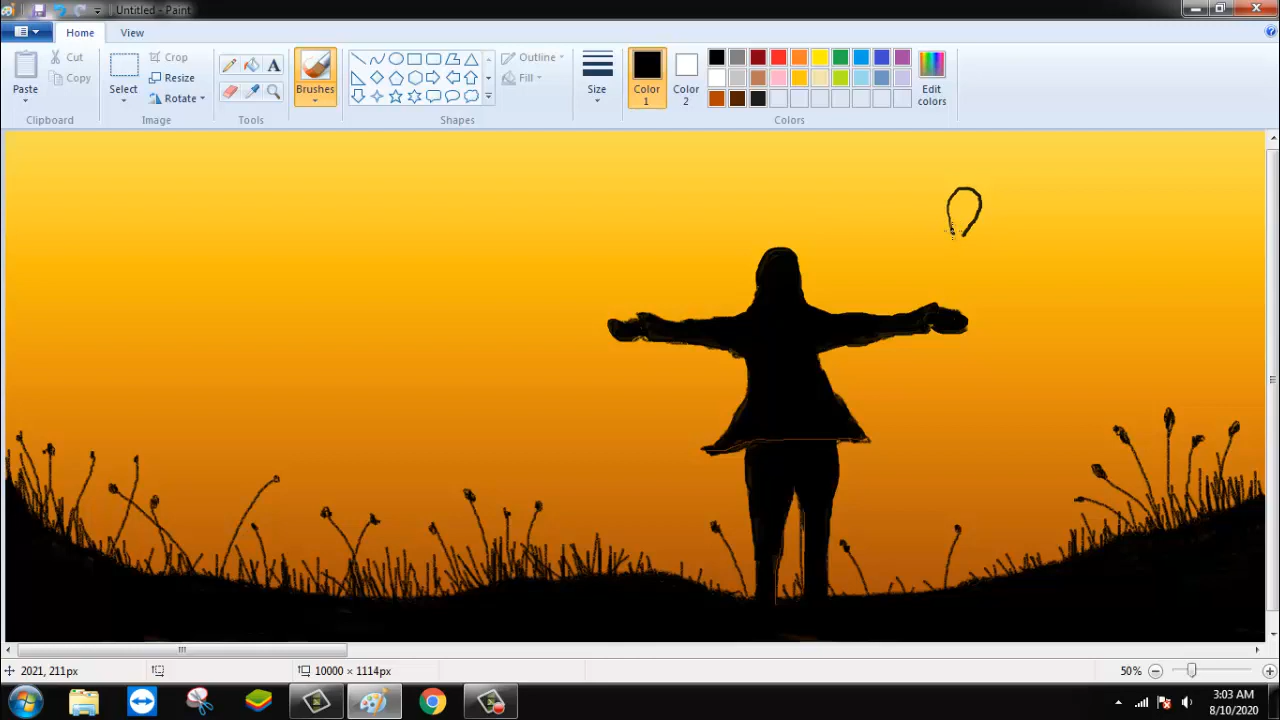 Untitled - Paint
Home View
Cut
Copy
Paste
Crop
Resize
Rotate
Select
A
Brushes
Outline
Fill
Size
Color 1
Color 2
Edit colors
Clipboard Image Tools Shapes Colors
2021, 211px
10000 × 1114px
50%
3:03 AM
8/10/2020